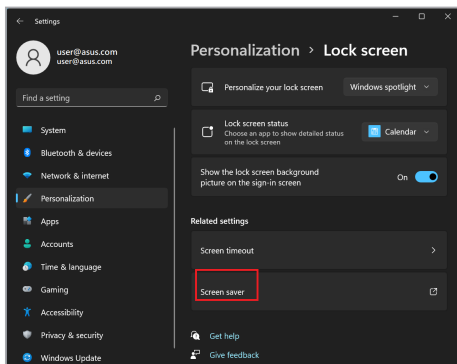 Settings
user@asus.com
user@asus.com
Find a setting
System
Bluetooth & devices
Network & internet
Personalization
Apps
Accounts
Time & language
Gaming
Accessibility
Privacy & security
Windows Update
Personalization > Lock screen
Personalize your lock screen
Windows spotlight
Lock screen status
Choose an app to show detailed status
on the lock screen
Calendar
Show the lock screen background
picture on the sign-in screen
On
Related settings
Screen timeout
Screen saver
Get help
Give feedback